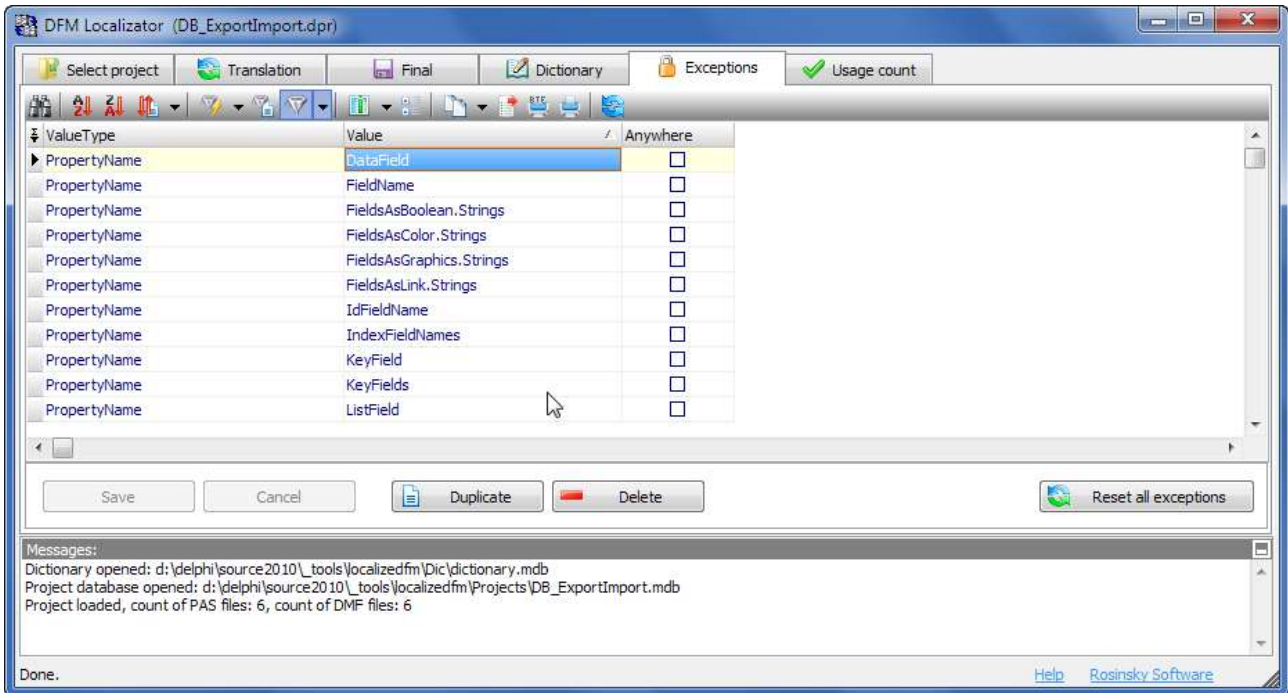 DFM Localizator (DB_ExportImport.dpr)
Select project Translation Final Dictionary Exceptions Usage count
ValueType Value Anywhere
PropertyName DataField
PropertyName FieldName
PropertyName FieldsAsBoolean.Strings
PropertyName FieldsAsColor.Strings
PropertyName FieldsAsGraphics.Strings
PropertyName FieldsAsLink.Strings
PropertyName IdFieldName
PropertyName IndexFieldNames
PropertyName KeyField
PropertyName KeyFields
PropertyName ListField
Save Cancel Duplicate Delete Reset all exceptions
Messages:
Dictionary opened: d:\delphi\source2010\_tools\localizedfm\Dic\dictionary.mdb
Project database opened: d:\delphi\source2010\_tools\localizedfm\Projects\DB_ExportImport.mdb
Project loaded, count of PAS files: 6, count of DMF files: 6
Done. Help Rosinsky Software